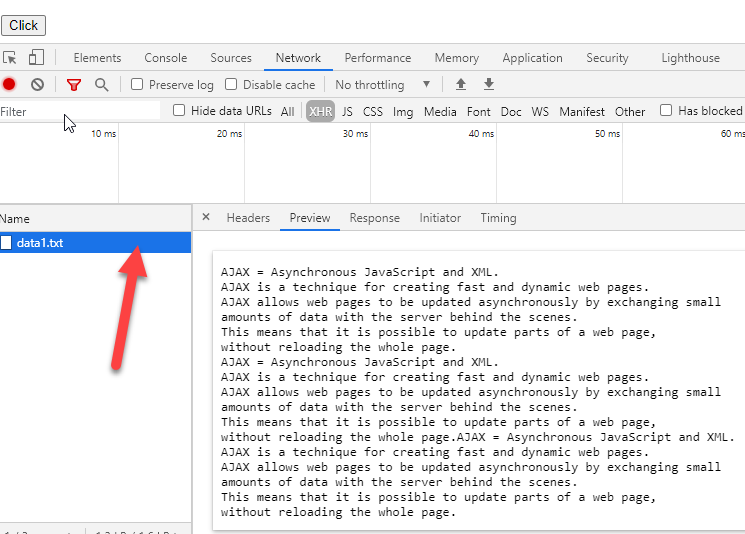 Click
Elements Console Sources Network Performance Memory Application Security Lighthouse
Preserve log Disable cache No throttling
Filter Hide data URLs All XHR JS CSS Img Media Font Doc WS Manifest Other Has blocked
10 ms 20 ms 30 ms 40 ms 50 ms 60 ms
Name × Headers Preview Response Initiator Timing
data1.txt
AJAX = Asynchronous JavaScript and XML.
AJAX is a technique for creating fast and dynamic web pages.
AJAX allows web pages to be updated asynchronously by exchanging small
amounts of data with the server behind the scenes.
This means that it is possible to update parts of a web page,
without reloading the whole page.
AJAX = Asynchronous JavaScript and XML.
AJAX is a technique for creating fast and dynamic web pages.
AJAX allows web pages to be updated asynchronously by exchanging small
amounts of data with the server behind the scenes.
This means that it is possible to update parts of a web page,
without reloading the whole page.AJAX = Asynchronous JavaScript and XML.
AJAX is a technique for creating fast and dynamic web pages.
AJAX allows web pages to be updated asynchronously by exchanging small
amounts of data with the server behind the scenes.
This means that it is possible to update parts of a web page,
without reloading the whole page.